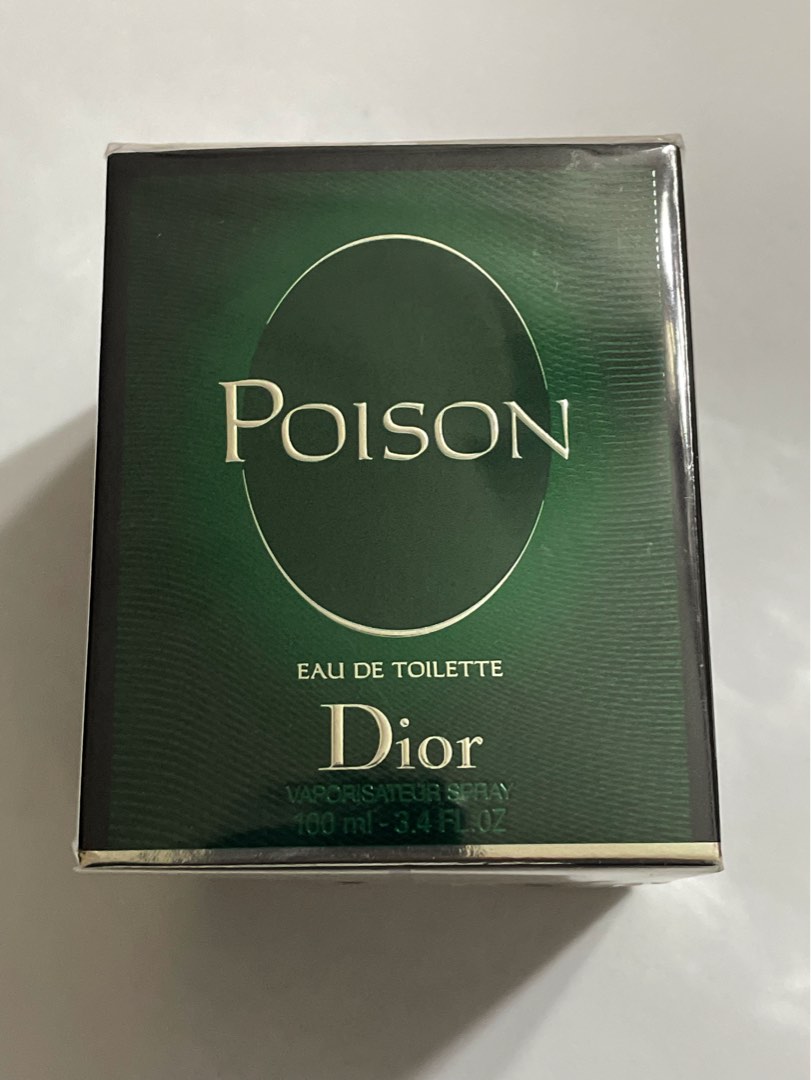 POISON
EAU DE TOILETTE
Dior
VAPORISATEUR SPRAY
100 ml - 3.4 FL.OZ